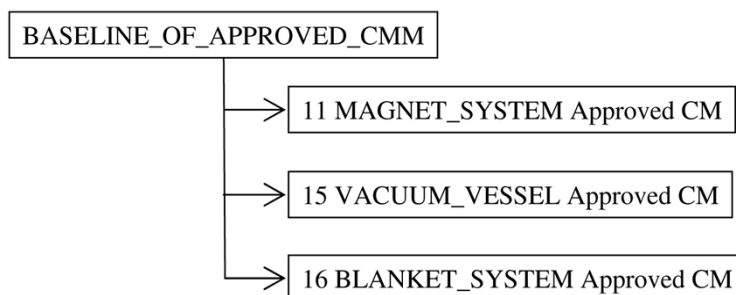 BASELINE_OF_APPROVED_CMM
11 MAGNET_SYSTEM Approved CM
15 VACUUM_VESSEL Approved CM
16 BLANKET_SYSTEM Approved CM